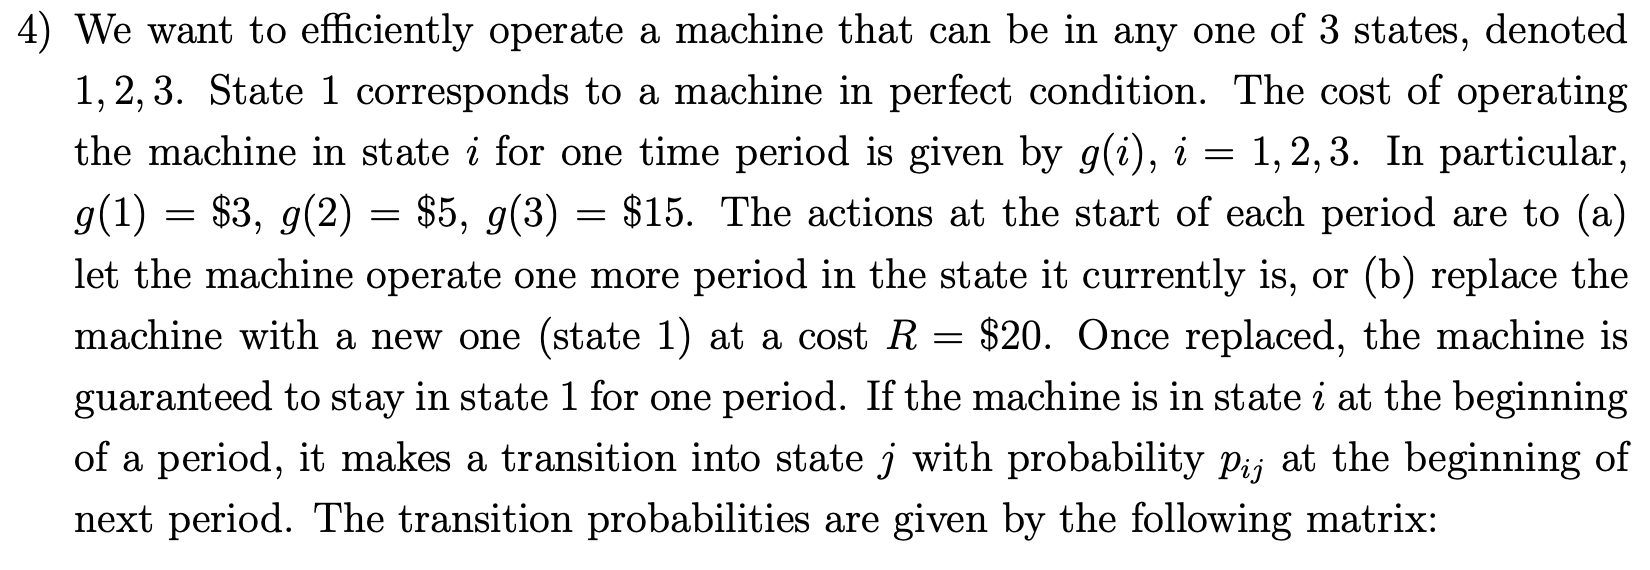 4) We want to efficiently operate a machine that can be in any one of 3 states, denoted
1, 2, 3. State 1 corresponds to a machine in perfect condition. The cost of operating
the machine in state i for one time period is given by g(i), i = 1, 2, 3. In particular,
g(1) = $3, g(2) = $5, g(3) = $15. The actions at the start of each period are to (a)
let the machine operate one more period in the state it currently is, or (b) replace the
machine with a new one (state 1) at a cost R = $20. Once replaced, the machine is
guaranteed to stay in state 1 for one period. If the machine is in state i at the beginning
of a period, it makes a transition into state j with probability p_{ij} at the beginning of
next period. The transition probabilities are given by the following matrix: